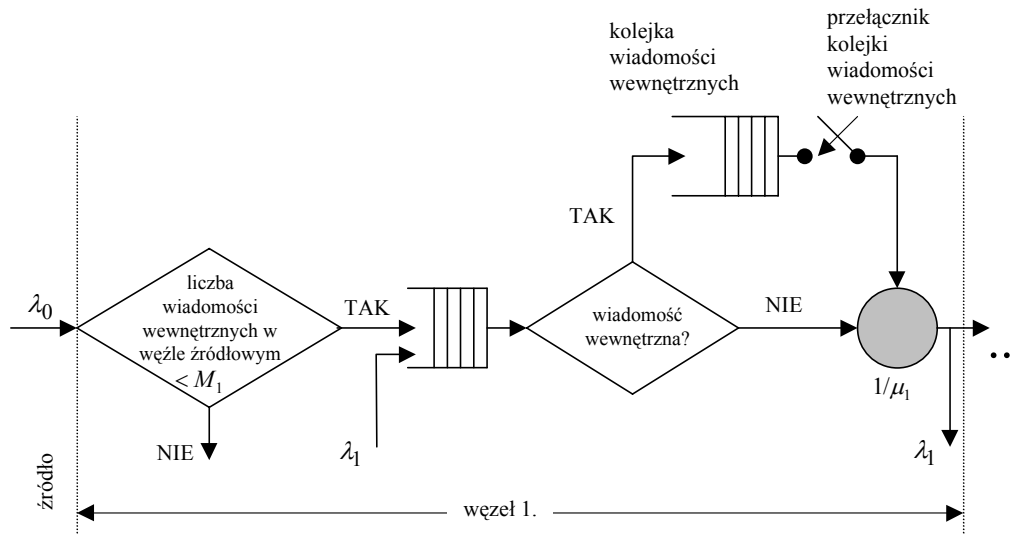 kolejka
wiadomości
wewnętrznych
przełącznik
kolejki
wiadomości
wewnętrznych
TAK
λ0
liczba
wiadomości
wewnętrznych w
węźle źródłowym
< M1
TAK
wiadomość
wewnętrzna?
NIE
1/μ1
NIE
λ1
λ1
źródło
węzeł 1.